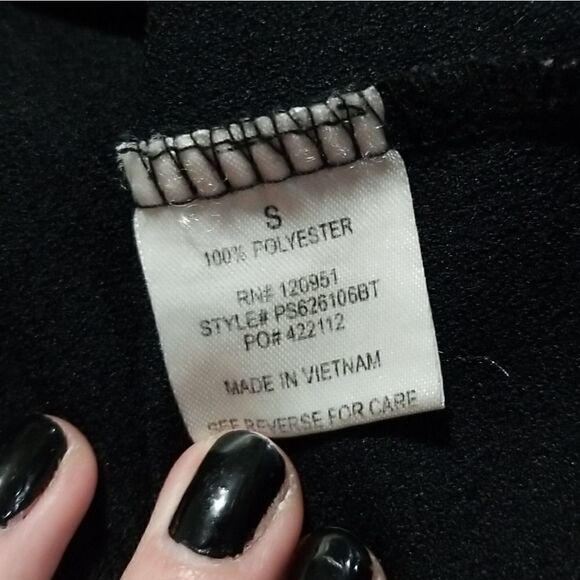 S
100% POLYESTER
RN# 120951
STYLE# PS626106BT
PO# 422112
MADE IN VIETNAM
SEE REVERSE FOR CARE